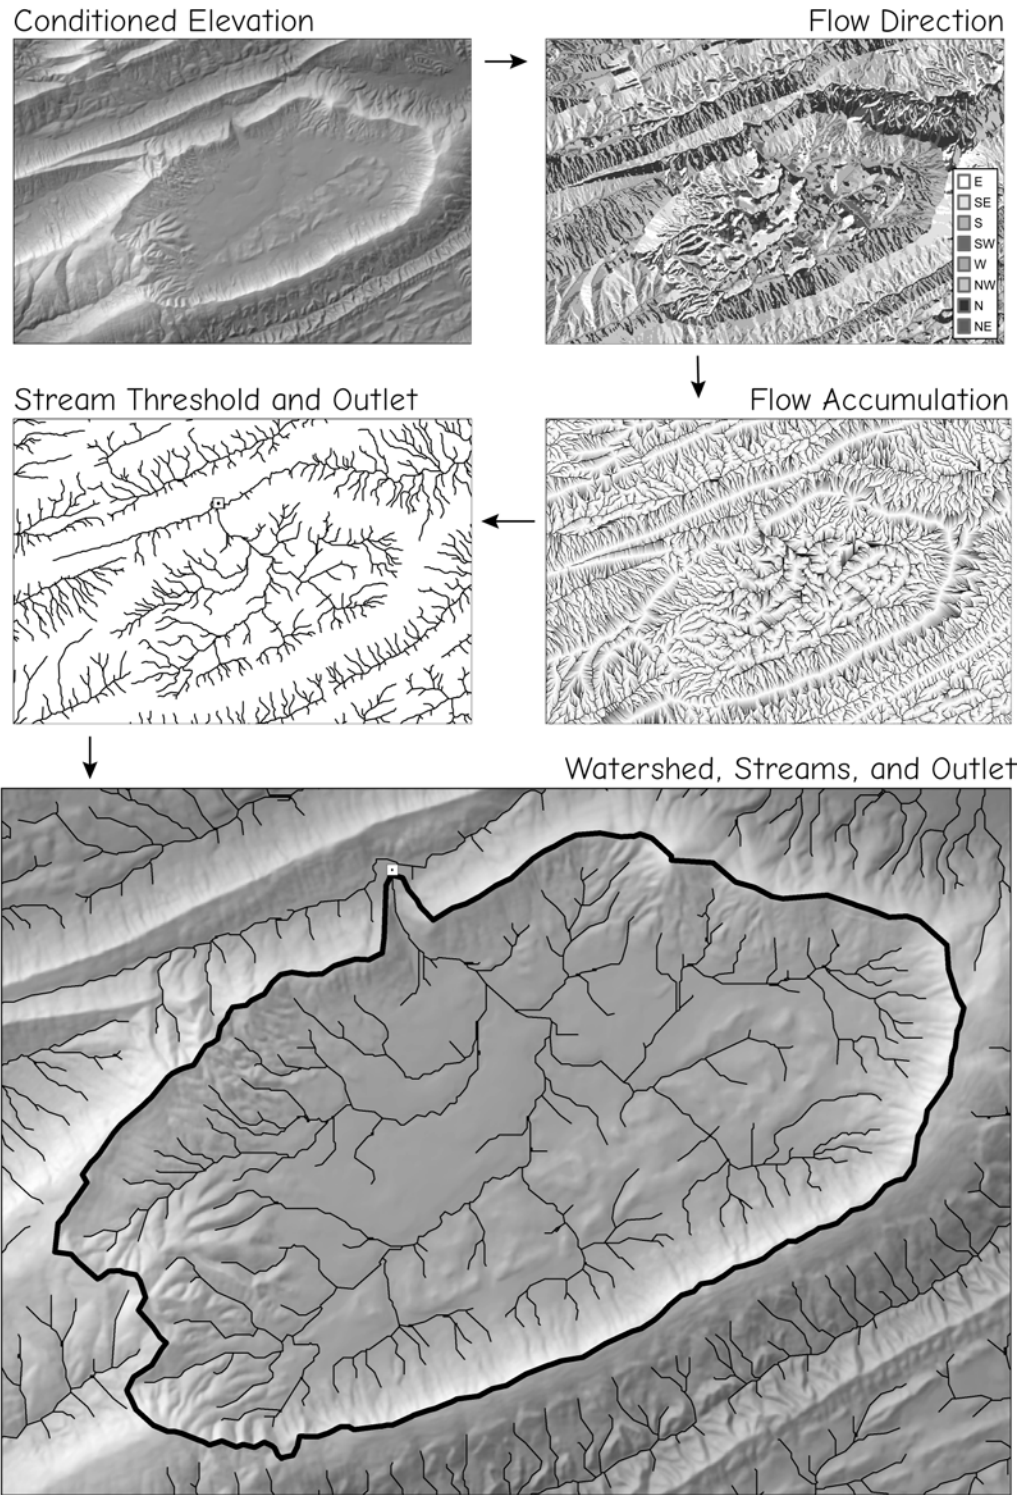 Conditioned Elevation
Flow Direction
E
SE
S
SW
W
NW
N
NE
Stream Threshold and Outlet
Flow Accumulation
Watershed, Streams, and Outlet